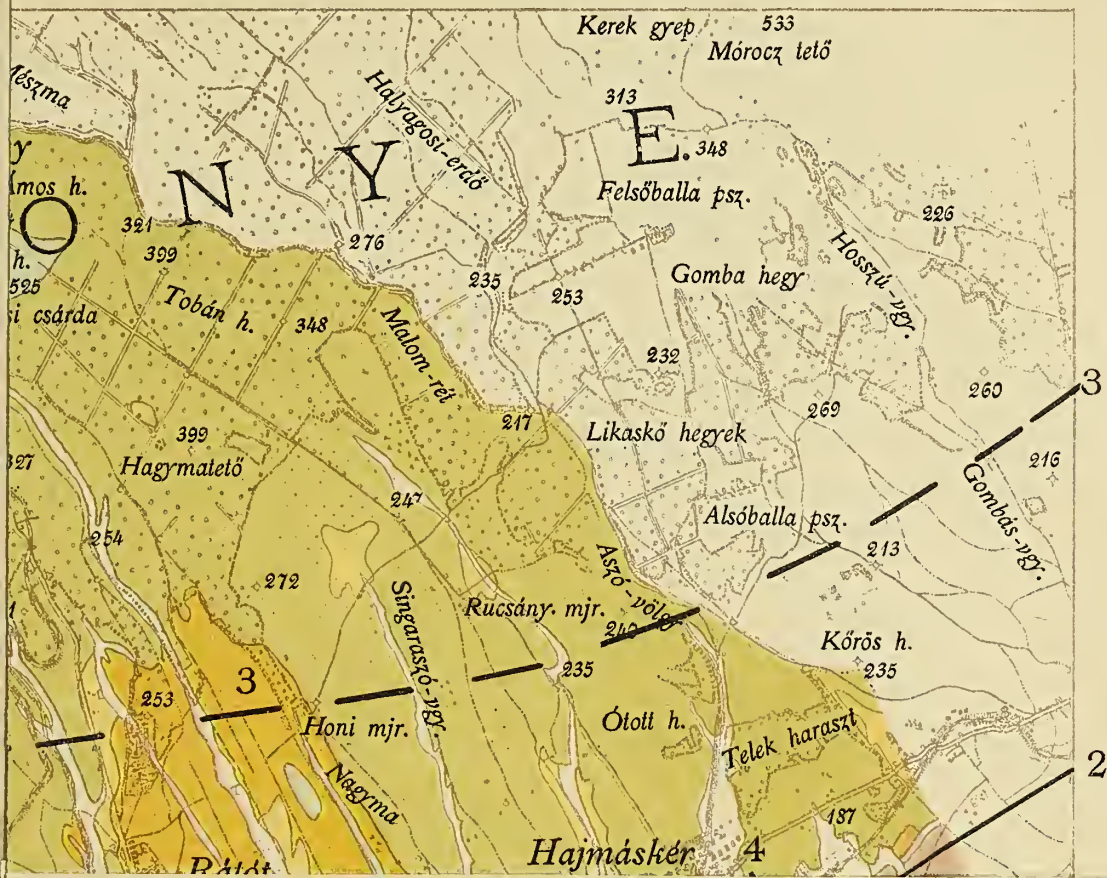 Kerek gyep
533
Mórocz tető
Mészma
Halyagosi-erdő
313
N Y E.
348
Felsőballa psz.
226
321
399
276
235
253
Gomba hegy
Hosszú-vgy.
h.
525
si csárda
Tobán h.
348
Malom-rét
232
260
3
269
399
217
Likaskő hegyek
216
Hagymatető
247
Alsóballa psz.
Gombás-vgy.
254
213
272
Aszó-völgy
Singaraszó-vgy.
Rucsány. mjr.
240
Kőrös h.
235
235
253
3
Honi mjr.
Ótott h.
Telek haraszt
Nagyma
2
187
Rátót
Hajmáskér
4